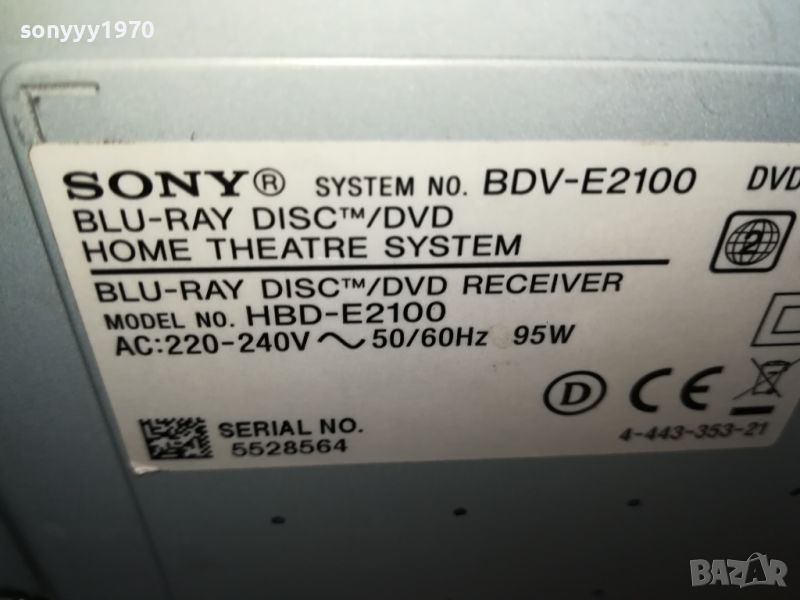 sonyyy1970
SONY® SYSTEM NO. BDV-E2100 DVD
BLU-RAY DISC™/DVD
HOME THEATRE SYSTEM
2
BLU-RAY DISC™/DVD RECEIVER
MODEL NO. HBD-E2100
AC:220-240V ~ 50/60Hz 95W
D CE
SERIAL NO.
5528564
4-443-353-21
BAZAR